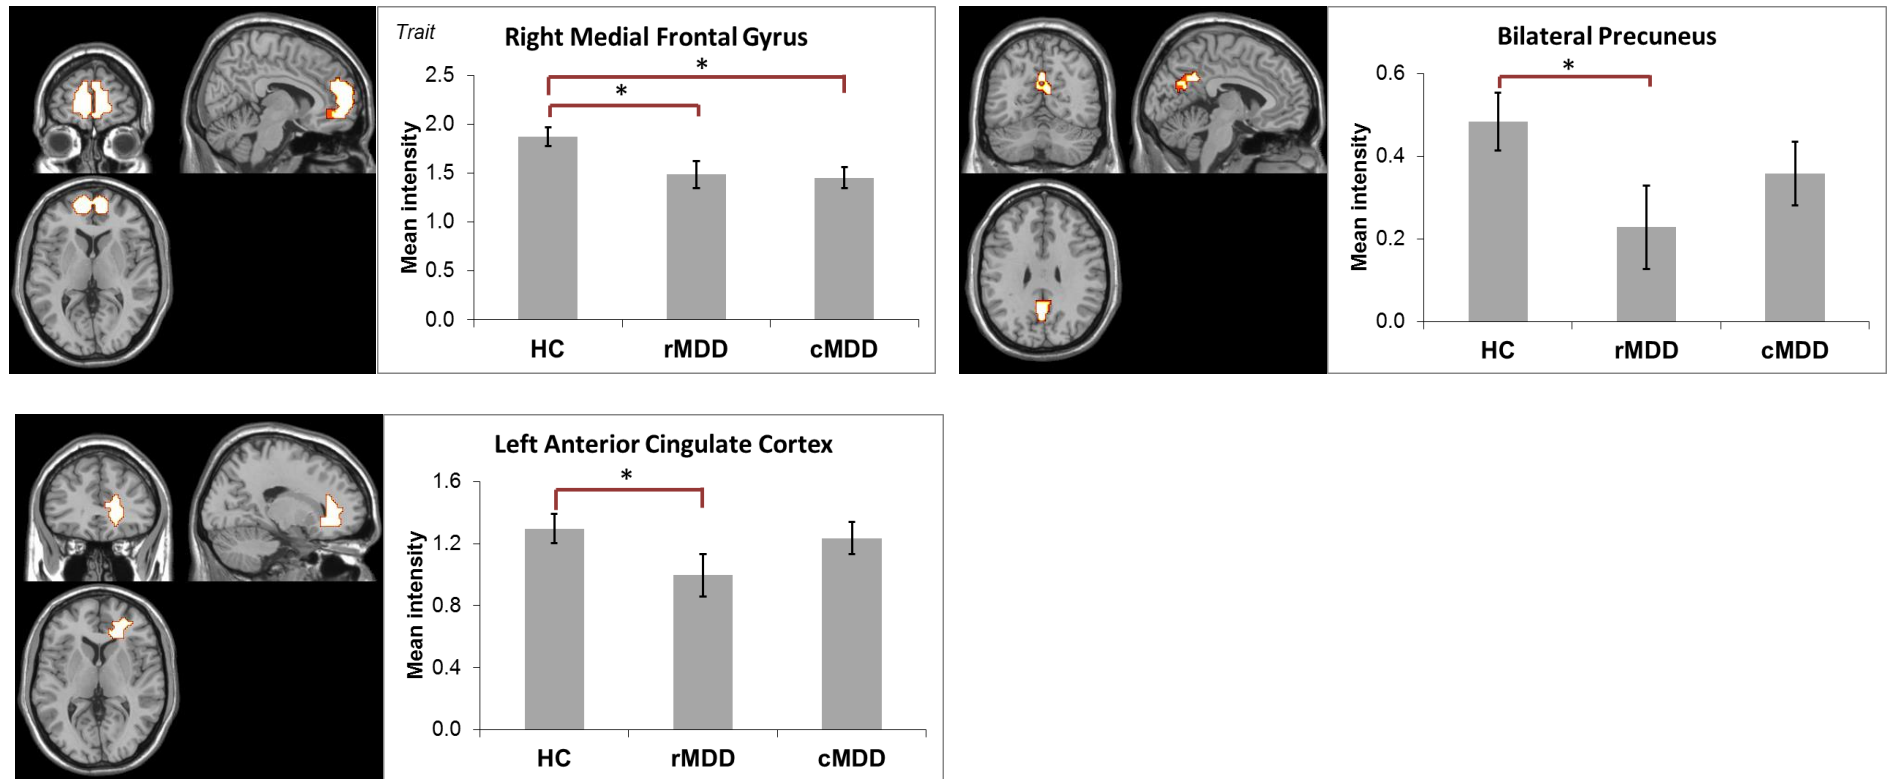 Trait
Right Medial Frontal Gyrus
*
*
2.5
2.0
1.5
1.0
0.5
0.0
Mean intensity
HC rMDD cMDD
Bilateral Precuneus
*
0.6
0.4
0.2
0.0
Mean intensity
HC rMDD cMDD
Left Anterior Cingulate Cortex
*
1.6
1.2
0.8
0.4
0.0
Mean intensity
HC rMDD cMDD